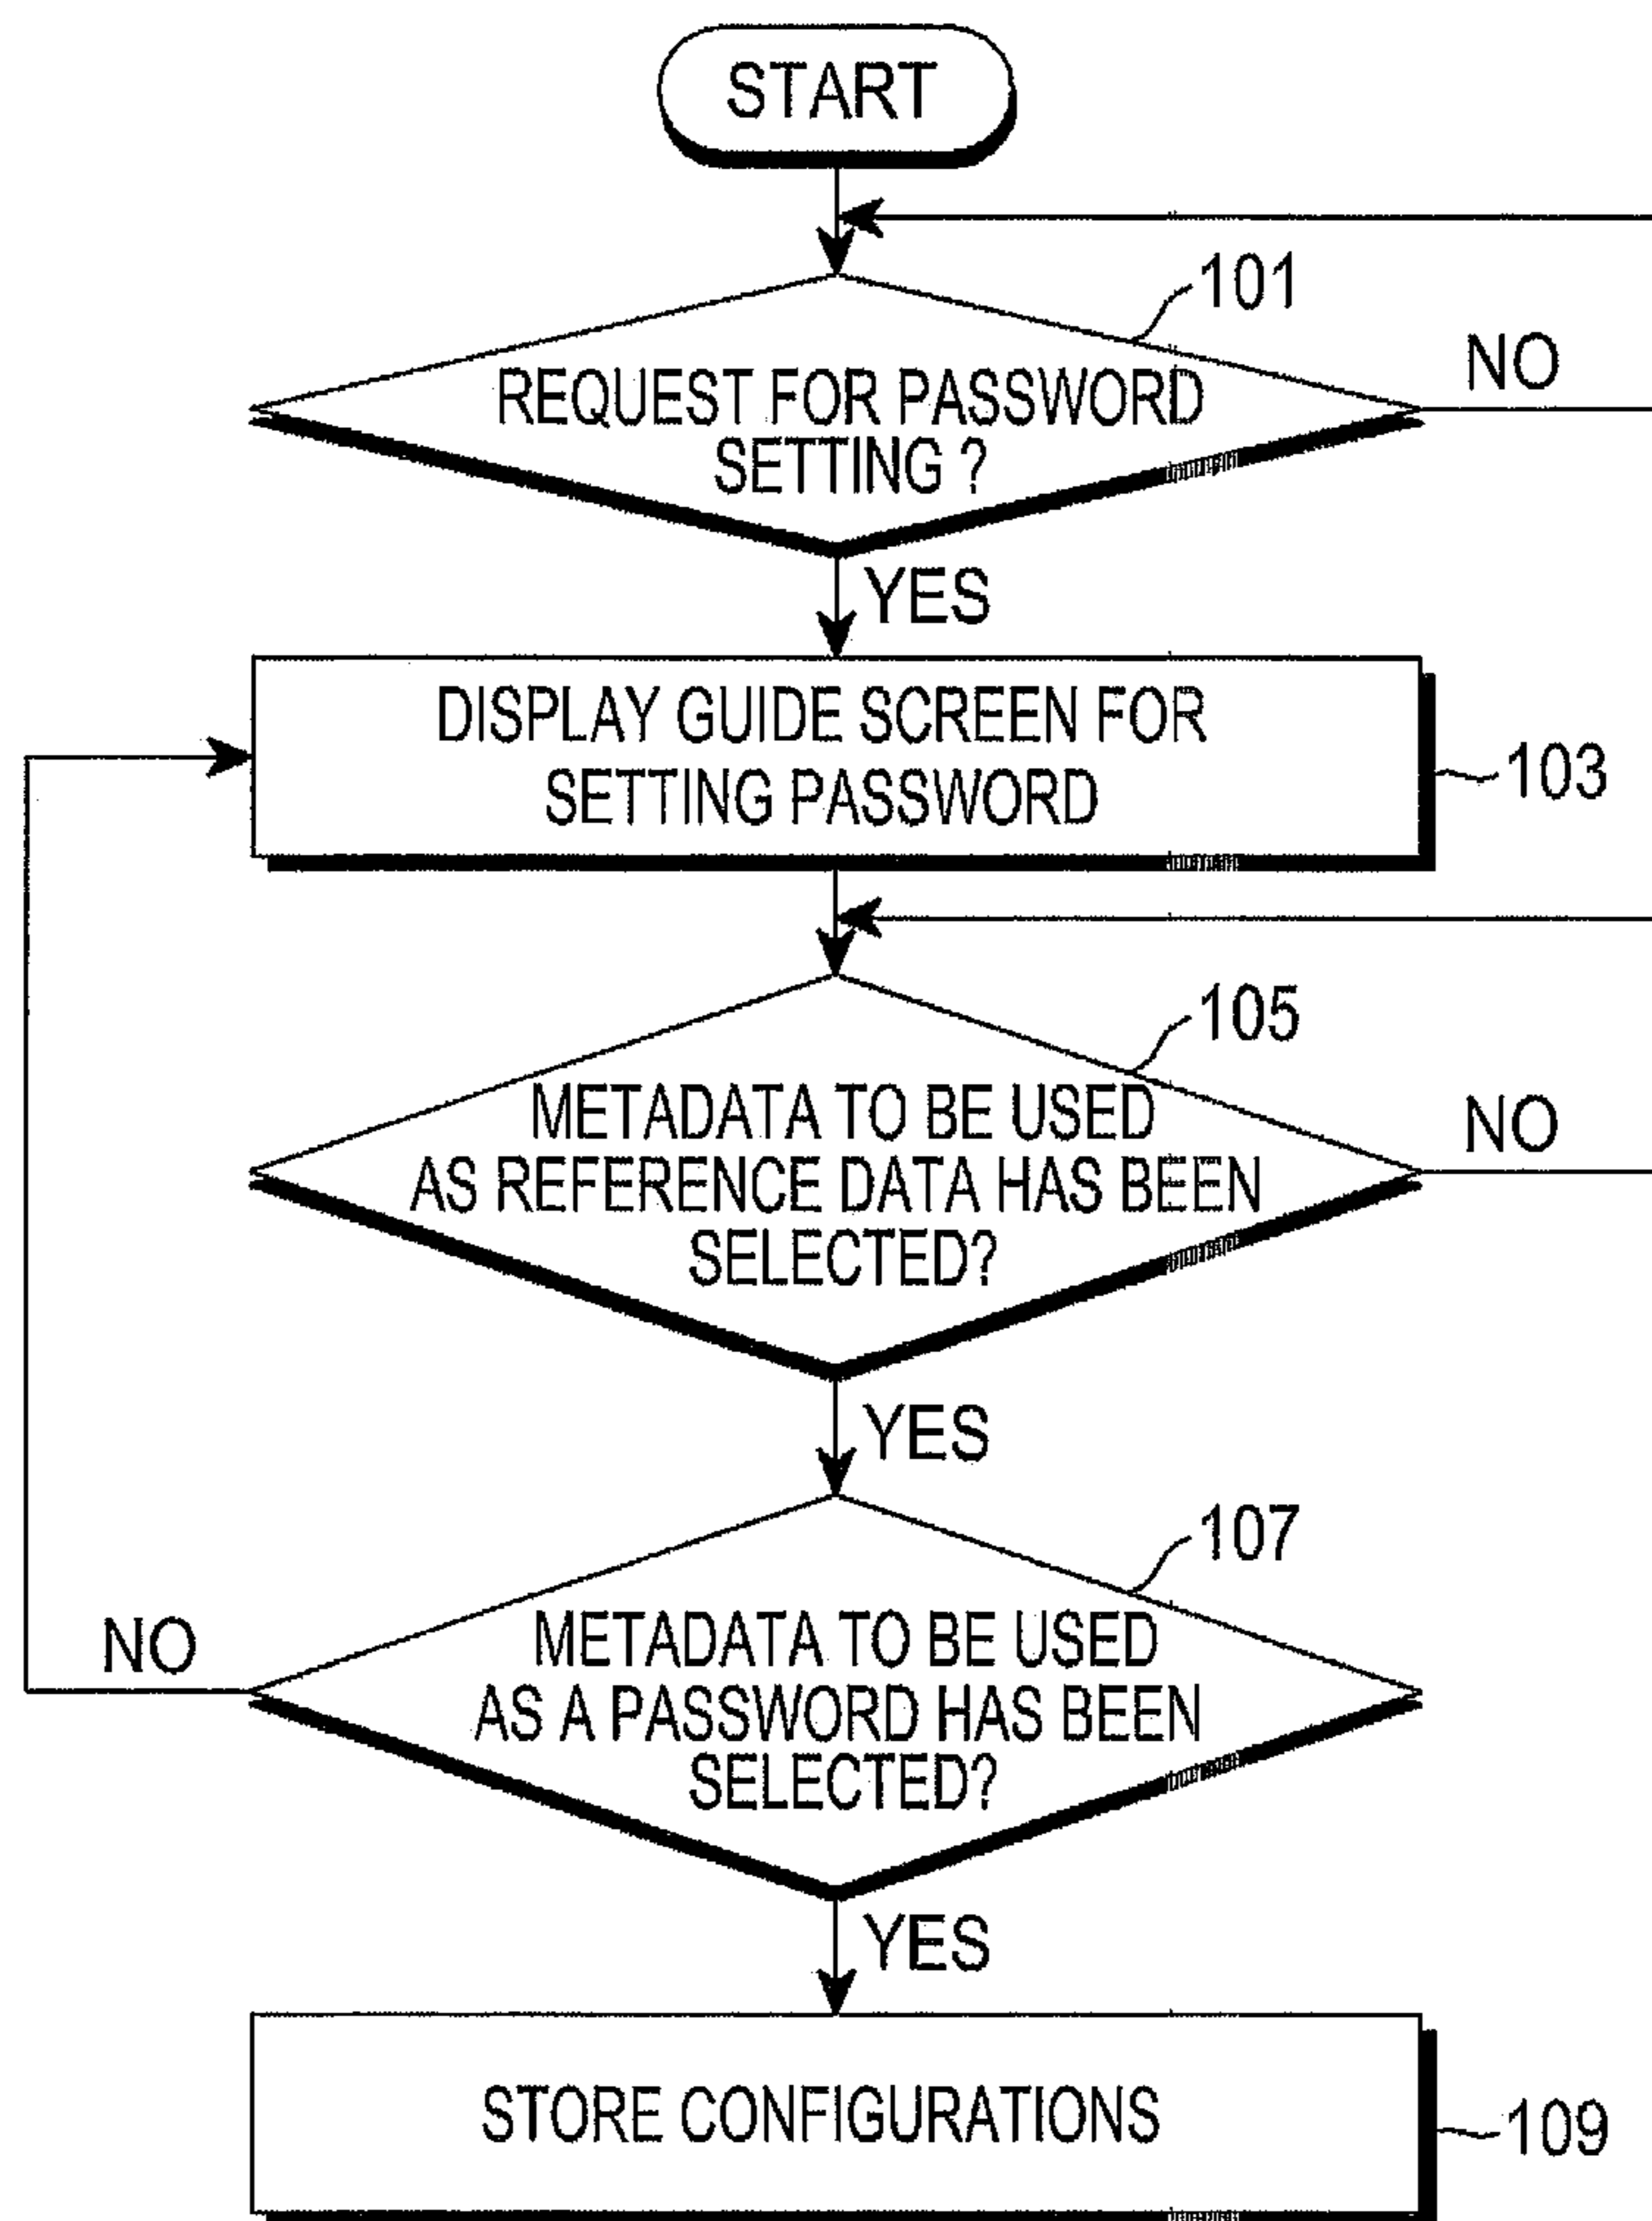 START
101
REQUEST FOR PASSWORD
SETTING ?
NO
YES
DISPLAY GUIDE SCREEN FOR
SETTING PASSWORD
103
105
METADATA TO BE USED
AS REFERENCE DATA HAS BEEN
SELECTED?
NO
YES
107
METADATA TO BE USED
AS A PASSWORD HAS BEEN
SELECTED?
NO
YES
STORE CONFIGURATIONS
109